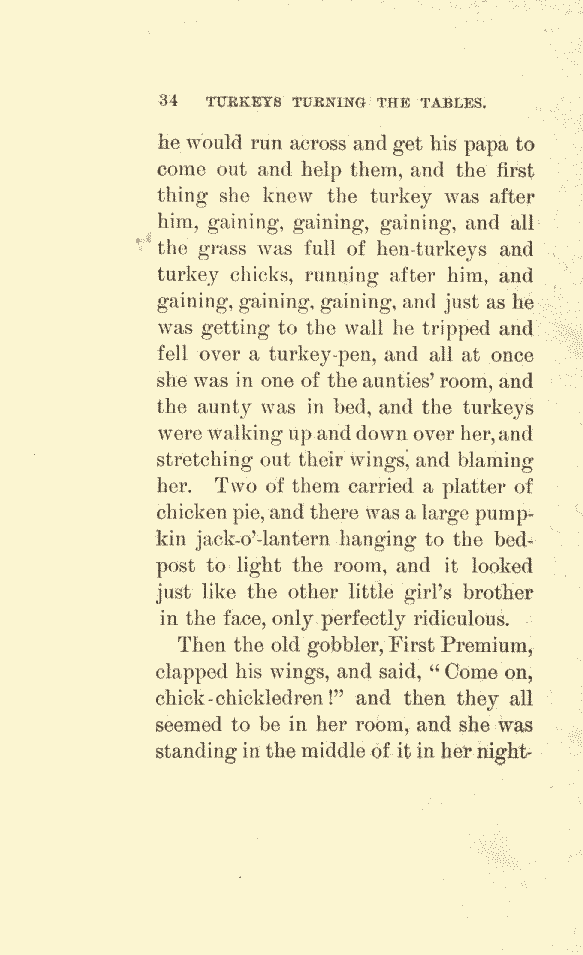 34 TURKEYS TURNING THE TABLES.
he would run across and get his papa to
come out and help them, and the first
thing she knew the turkey was after
him, gaining, gaining, gaining, and all
the grass was full of hen-turkeys and
turkey chicks, running after him, and
gaining, gaining, gaining, and just as he
was getting to the wall he tripped and
fell over a turkey-pen, and all at once
she was in one of the aunties' room, and
the aunty was in bed, and the turkeys
were walking up and down over her, and
stretching out their wings, and blaming
her. Two of them carried a platter of
chicken pie, and there was a large pump-
kin jack-o'-lantern hanging to the bed-
post to light the room, and it looked
just like the other little girl's brother
in the face, only perfectly ridiculous.
Then the old gobbler, First Premium,
clapped his wings, and said, "Come on,
chick-chickledren!" and then they all
seemed to be in her room, and she was
standing in the middle of it in her night-